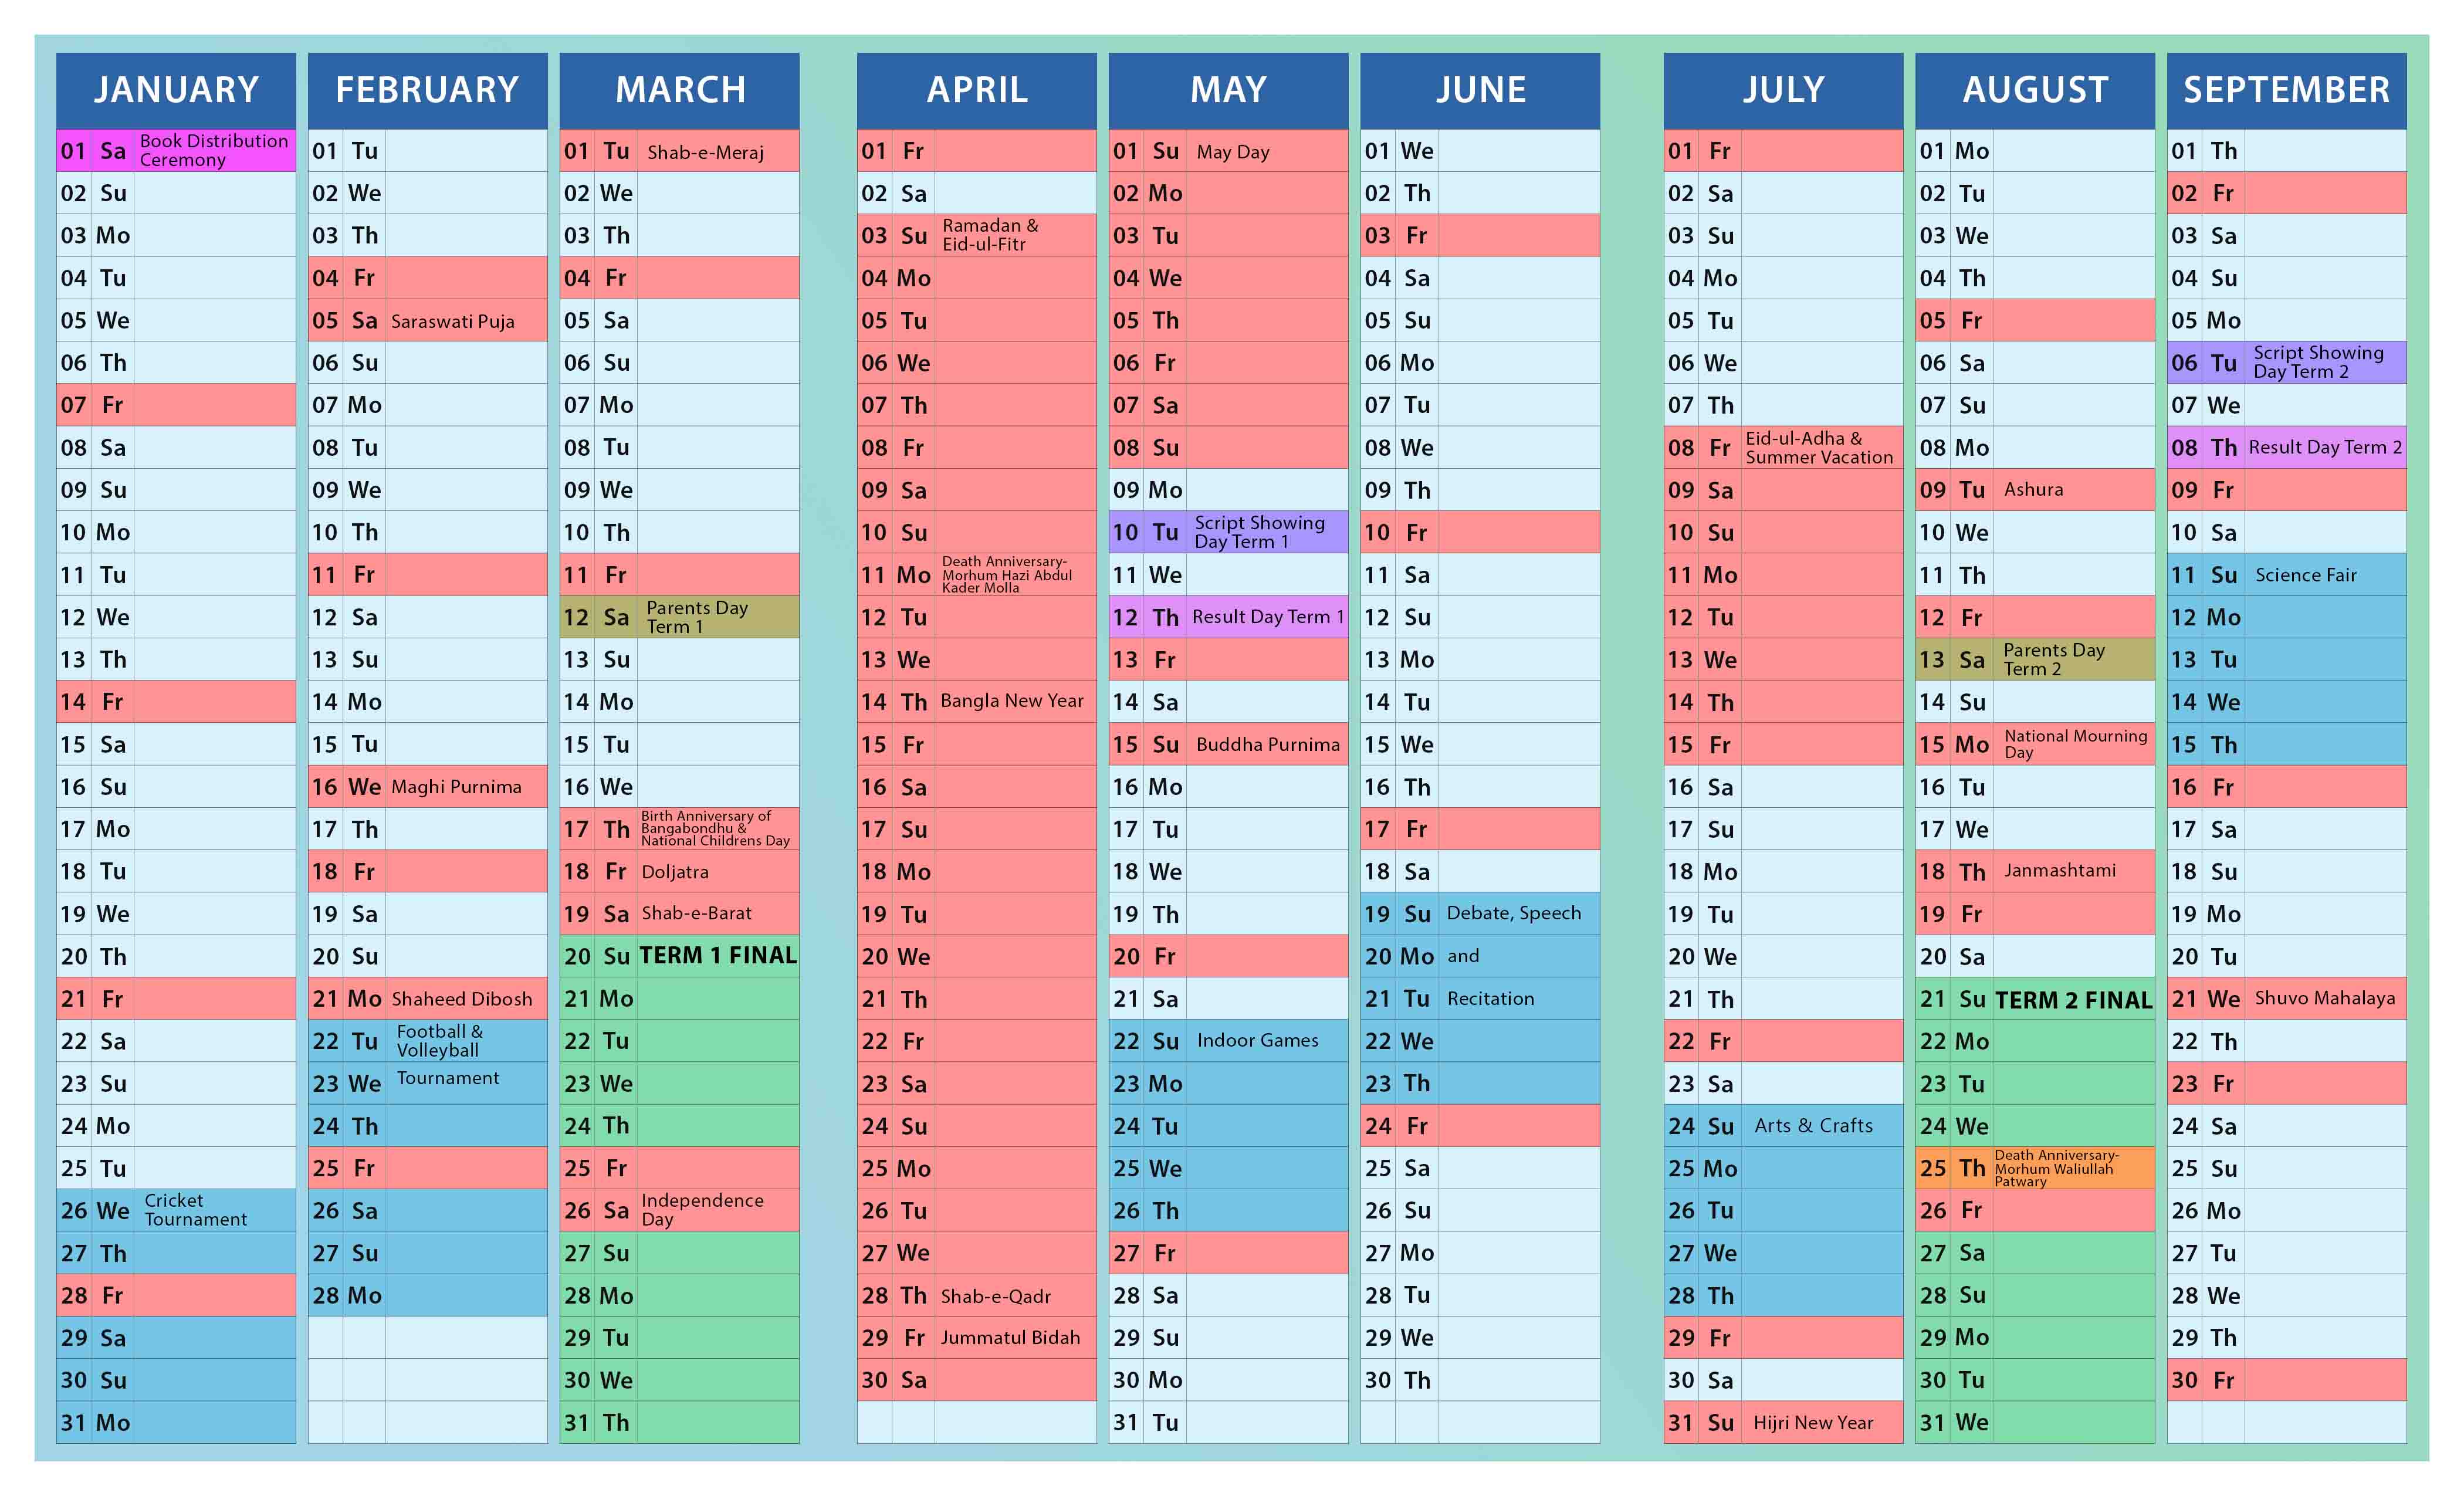 JANUARY
01 Sa Book Distribution
Ceremony
02 Su
03 Mo
04 Tu
05 We
06 Th
07 Fr
08 Sa
09 Su
10 Mo
11 Tu
12 We
13 Th
14 Fr
15 Sa
16 Su
17 Mo
18 Tu
19 We
20 Th
21 Fr
22 Sa
23 Su
24 Mo
25 Tu
26 We Cricket
Tournament
27 Th
28 Fr
29 Sa
30 Su
31 Mo
FEBRUARY
01 Tu
02 We
03 Th
04 Fr
05 Sa Saraswati Puja
06 Su
07 Mo
08 Tu
09 We
10 Th
11 Fr
12 Sa
13 Su
14 Mo
15 Tu
16 We Maghi Purnima
17 Th
18 Fr
19 Sa
20 Su
21 Mo Shaheed Dibosh
22 Tu Football &
Volleyball
23 We Tournament
24 Th
25 Fr
26 Sa
27 Su
28 Mo
MARCH
01 Tu Shab-e-Meraj
02 We
03 Th
04 Fr
05 Sa
06 Su
07 Mo
08 Tu
09 We
10 Th
11 Fr
12 Sa Parents Day
Term 1
13 Su
14 Mo
15 Tu
16 We
17 Th Birth Anniversary of
Bangabondhu &
National Childrens Day
18 Fr Doljatra
19 Sa Shab-e-Barat
20 Su TERM 1 FINAL
21 Mo
22 Tu
23 We
24 Th
25 Fr
26 Sa Independence
Day
27 Su
28 Mo
29 Tu
30 We
31 Th
APRIL
01 Fr
02 Sa
03 Su Ramadan &
Eid-ul-Fitr
04 Mo
05 Tu
06 We
07 Th
08 Fr
09 Sa
10 Su
11 Mo Death Anniversary-
Morhum Hazi Abdul
Kader Molla
12 Tu
13 We
14 Th Bangla New Year
15 Fr
16 Sa
17 Su
18 Mo
19 Tu
20 We
21 Th
22 Fr
23 Sa
24 Su
25 Mo
26 Tu
27 We
28 Th Shab-e-Qadr
29 Fr Jummatul Bidah
30 Sa
MAY
01 Su May Day
02 Mo
03 Tu
04 We
05 Th
06 Fr
07 Sa
08 Su
09 Mo
10 Tu Script Showing
Day Term 1
11 We
12 Th Result Day Term 1
13 Fr
14 Sa
15 Su Buddha Purnima
16 Mo
17 Tu
18 We
19 Th
20 Fr
21 Sa
22 Su Indoor Games
23 Mo
24 Tu
25 We
26 Th
27 Fr
28 Sa
29 Su
30 Mo
31 Tu
JUNE
01 We
02 Th
03 Fr
04 Sa
05 Su
06 Mo
07 Tu
08 We
09 Th
10 Fr
11 Sa
12 Su
13 Mo
14 Tu
15 We
16 Th
17 Fr
18 Sa
19 Su Debate, Speech
20 Mo and
21 Tu Recitation
22 We
23 Th
24 Fr
25 Sa
26 Su
27 Mo
28 Tu
29 We
30 Th
JULY
01 Fr
02 Sa
03 Su
04 Mo
05 Tu
06 We
07 Th
08 Fr Eid-ul-Adha &
Summer Vacation
09 Sa
10 Su
11 Mo
12 Tu
13 We
14 Th
15 Fr
16 Sa
17 Su
18 Mo
19 Tu
20 We
21 Th
22 Fr
23 Sa
24 Su Arts & Crafts
25 Mo
26 Tu
27 We
28 Th
29 Fr
30 Sa
31 Su Hijri New Year
AUGUST
01 Mo
02 Tu
03 We
04 Th
05 Fr
06 Sa
07 Su
08 Mo
09 Tu Ashura
10 We
11 Th
12 Fr
13 Sa Parents Day
Term 2
14 Su
15 Mo National Mourning
Day
16 Tu
17 We
18 Th Janmashtami
19 Fr
20 Sa
21 Su TERM 2 FINAL
22 Mo
23 Tu
24 We
25 Th Death Anniversary-
Morhum Waliullah
Patwary
26 Fr
27 Sa
28 Su
29 Mo
30 Tu
31 We
SEPTEMBER
01 Th
02 Fr
03 Sa
04 Su
05 Mo
06 Tu Script Showing
Day Term 2
07 We
08 Th Result Day Term 2
09 Fr
10 Sa
11 Su Science Fair
12 Mo
13 Tu
14 We
15 Th
16 Fr
17 Sa
18 Su
19 Mo
20 Tu
21 We Shuvo Mahalaya
22 Th
23 Fr
24 Sa
25 Su
26 Mo
27 Tu
28 We
29 Th
30 Fr